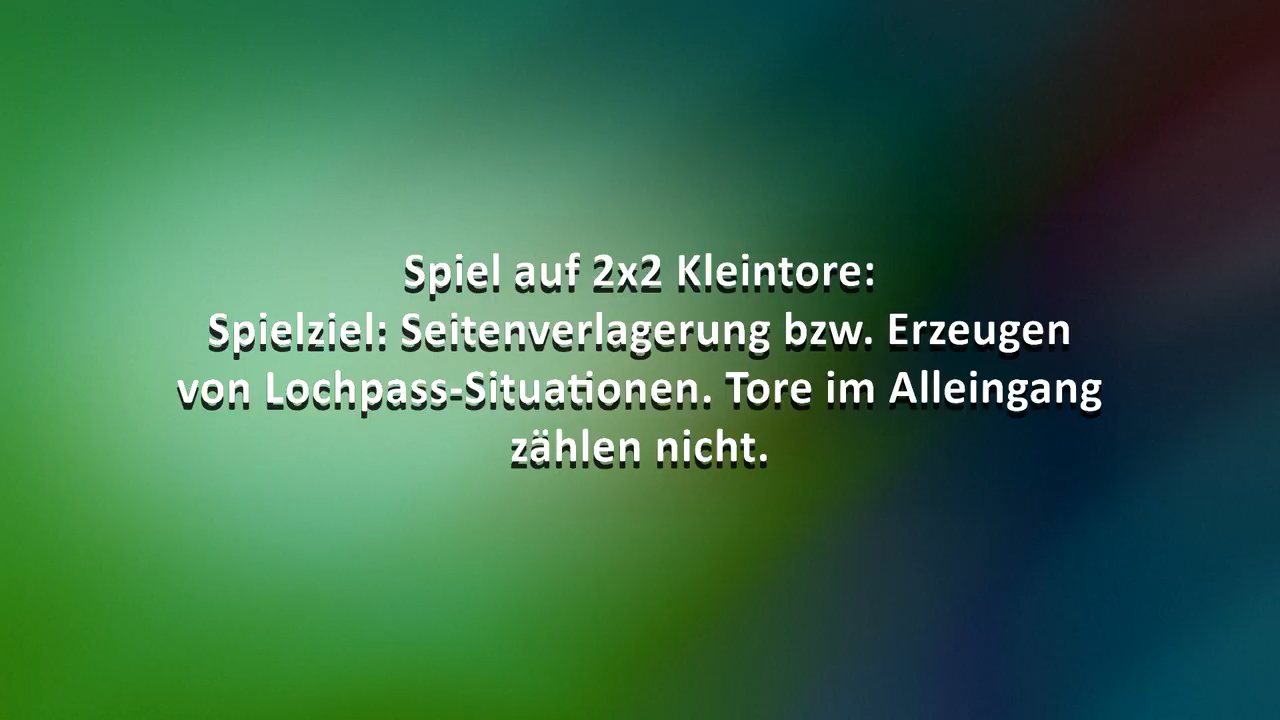 Spiel auf 2x2 Kleintore:
Spielziel: Seitenverlagerung bzw. Erzeugen
von Lochpass-Situationen. Tore im Alleingang
zählen nicht.